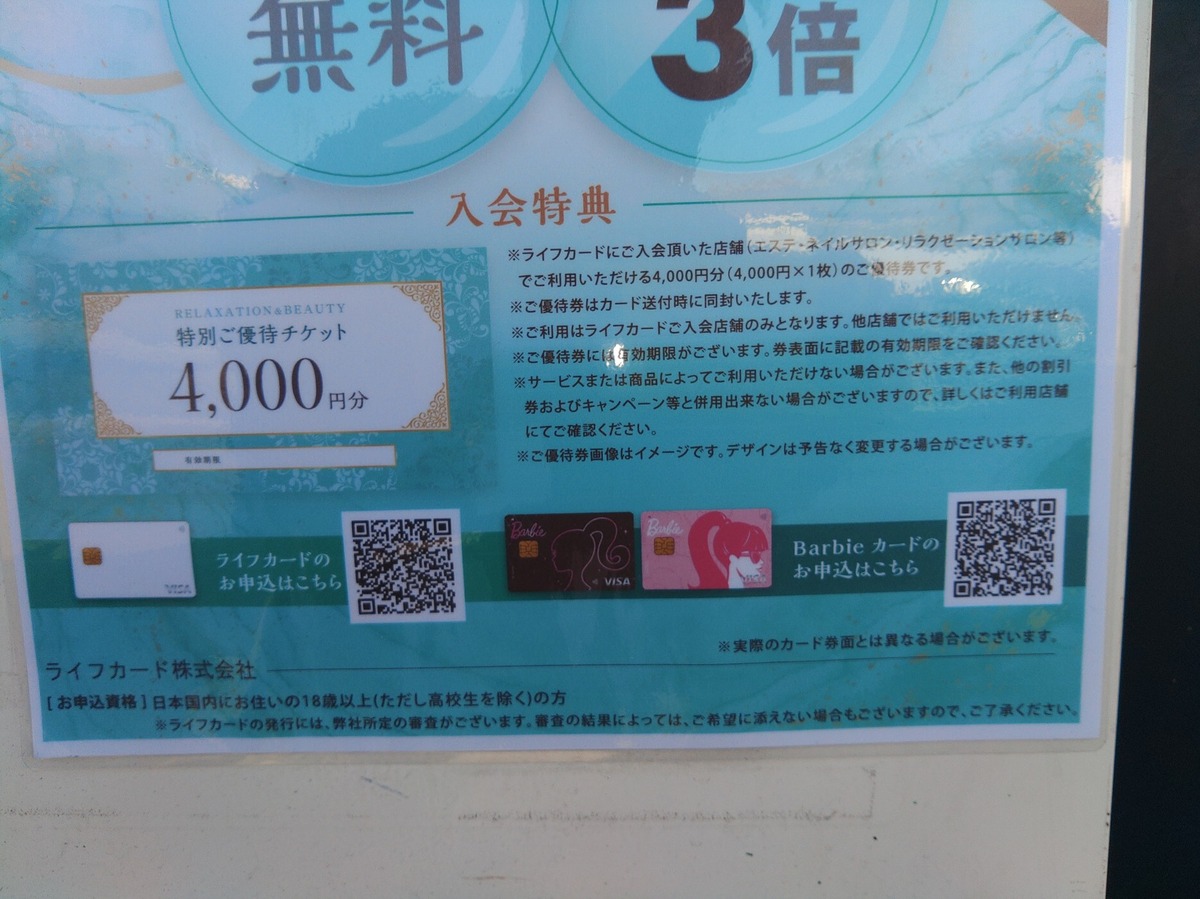 無料
3倍
入会特典
RELAXATION&BEAUTY
特別ご優待チケット
4,000円分
有効期限
※ライフカードにご入会頂いた店舗(エステ・ネイルサロン・リラクゼーションサロン等)
でご利用いただける4,000円分(4,000円×1枚)のご優待券です。
※ご優待券はカード送付時に同封いたします。
※ご利用はライフカードご入会店舗のみとなります。他店舗ではご利用いただけません。
※ご優待券には有効期限がございます。券表面に記載の有効期限をご確認ください。
※サービスまたは商品によってご利用いただけない場合がございます。また、他の割引
券およびキャンペーン等と併用出来ない場合がございますので、詳しくはご利用店舗
にてご確認ください。
※ご優待券画像はイメージです。デザインは予告なく変更する場合がございます。
VISA
ライフカードの
お申込はこちら
Barbie
VISA
Barbie
VISA
Barbie カードの
お申込はこちら
※実際のカード券面とは異なる場合がございます。
ライフカード株式会社
[お申込資格]日本国内にお住いの18歳以上(ただし高校生を除く)の方
※ライフカードの発行には、弊社所定の審査がございます。審査の結果によっては、ご希望に添えない場合もございますので、ご了承ください。